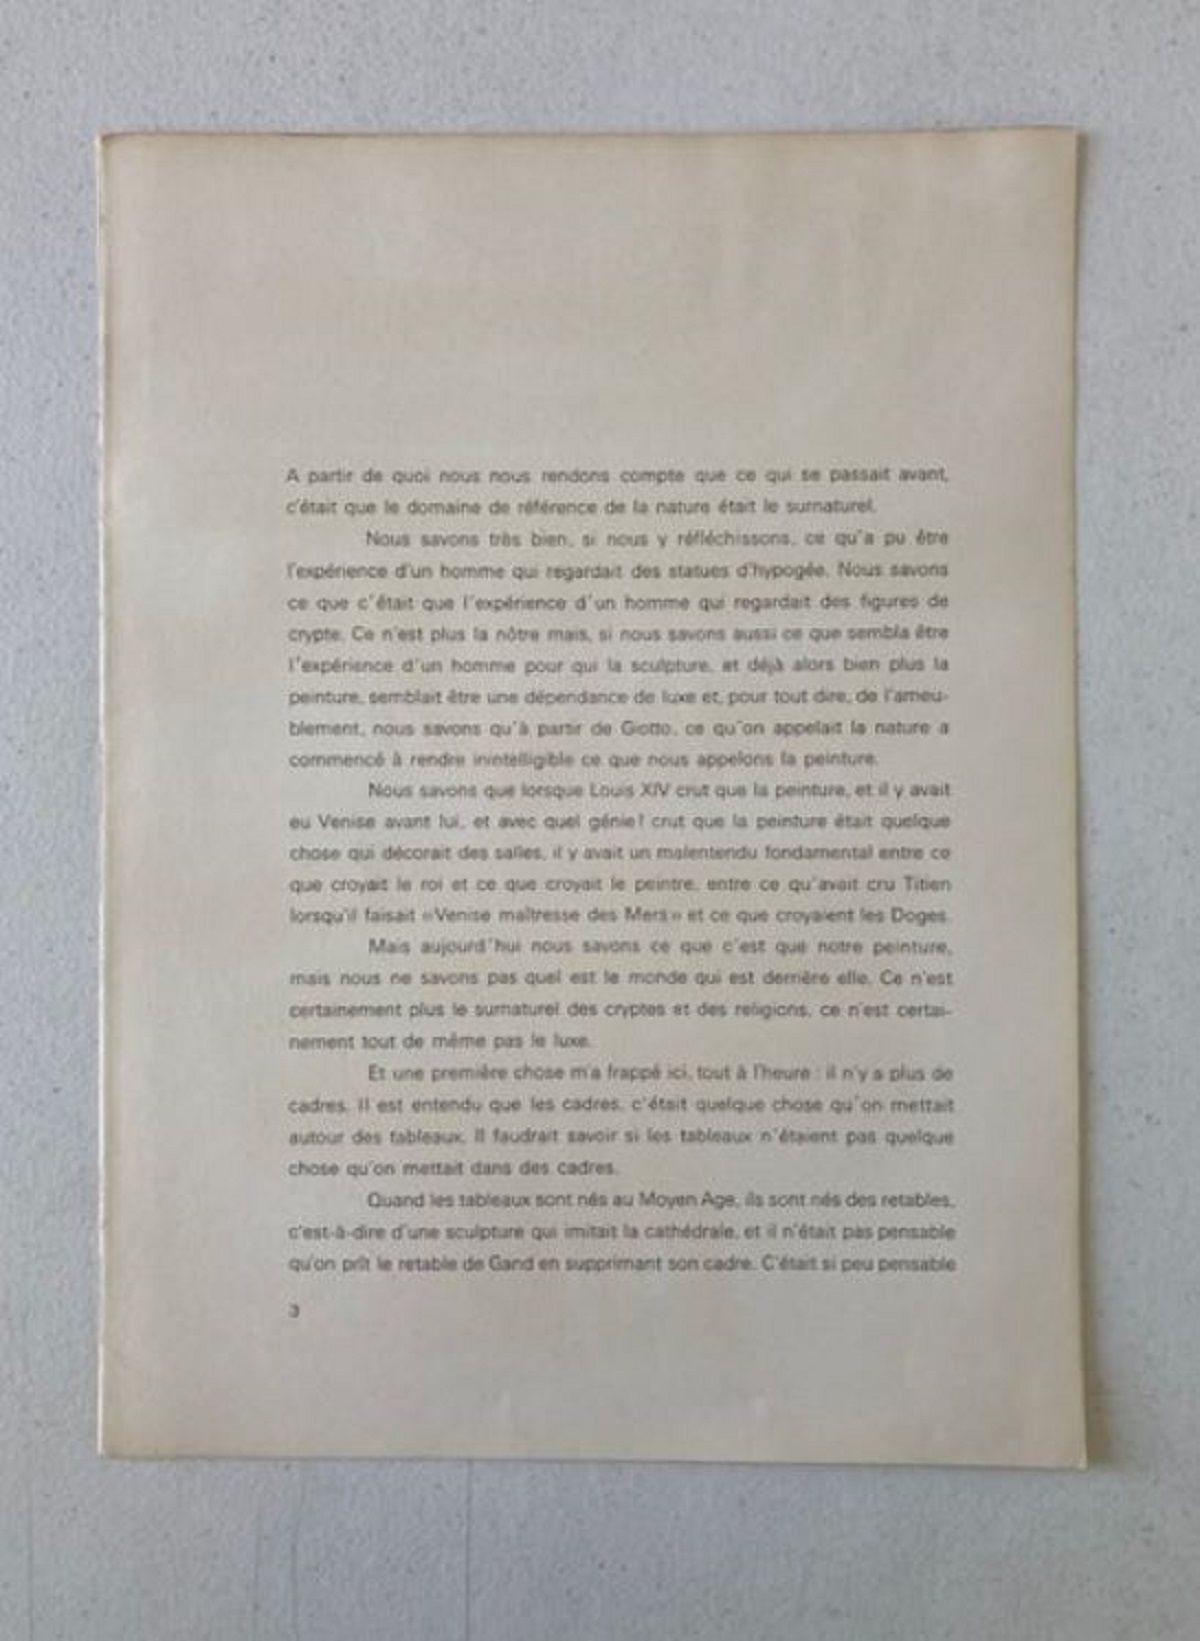 A partir de quoi nous nous rendons compte que ce qui se passait avant,
c'était que le domaine de référence de la nature était le surnaturel.
Nous savons très bien, si nous y réfléchissons, ce qu'a pu être
l'expérience d'un homme qui regardait des statues d'hypogée. Nous savons
ce que c'était que l'expérience d'un homme qui regardait des figures de
crypte. Ce n'est plus la nôtre mais, si nous savons aussi ce que sembla être
l'expérience d'un homme pour qui la sculpture, et déjà alors bien plus la
peinture, semblait être une dépendance de luxe et, pour tout dire, de l'ameu-
blement, nous savons qu'à partir de Giotto, ce qu'on appelait la nature a
commencé à rendre inintelligible ce que nous appelons la peinture.
Nous savons que lorsque Louis XIV crut que la peinture, et il y avait
eu Venise avant lui, et avec quel génie! crut que la peinture était quelque
chose qui décorait des salles, il y avait un malentendu fondamental entre ce
que croyait le roi et ce que croyait le peintre, entre ce qu'avait cru Titien
lorsqu'il faisait «Venise maîtresse des Mers» et ce que croyaient les Doges.
Mais aujourd'hui nous savons ce que c'est que notre peinture,
mais nous ne savons pas quel est le monde qui est derrière elle. Ce n'est
certainement plus le surnaturel des cryptes et des religions, ce n'est certai-
nement tout de même pas le luxe.
Et une première chose m'a frappé ici, tout à l'heure : il n'y a plus de
cadres. Il est entendu que les cadres, c'était quelque chose qu'on mettait
autour des tableaux. Il faudrait savoir si les tableaux n'étaient pas quelque
chose qu'on mettait dans des cadres.
Quand les tableaux sont nés au Moyen Age, ils sont nés des retables,
c'est-à-dire d'une sculpture qui imitait la cathédrale, et il n'était pas pensable
qu'on prît le retable de Gand en supprimant son cadre. C'était si peu pensable
3